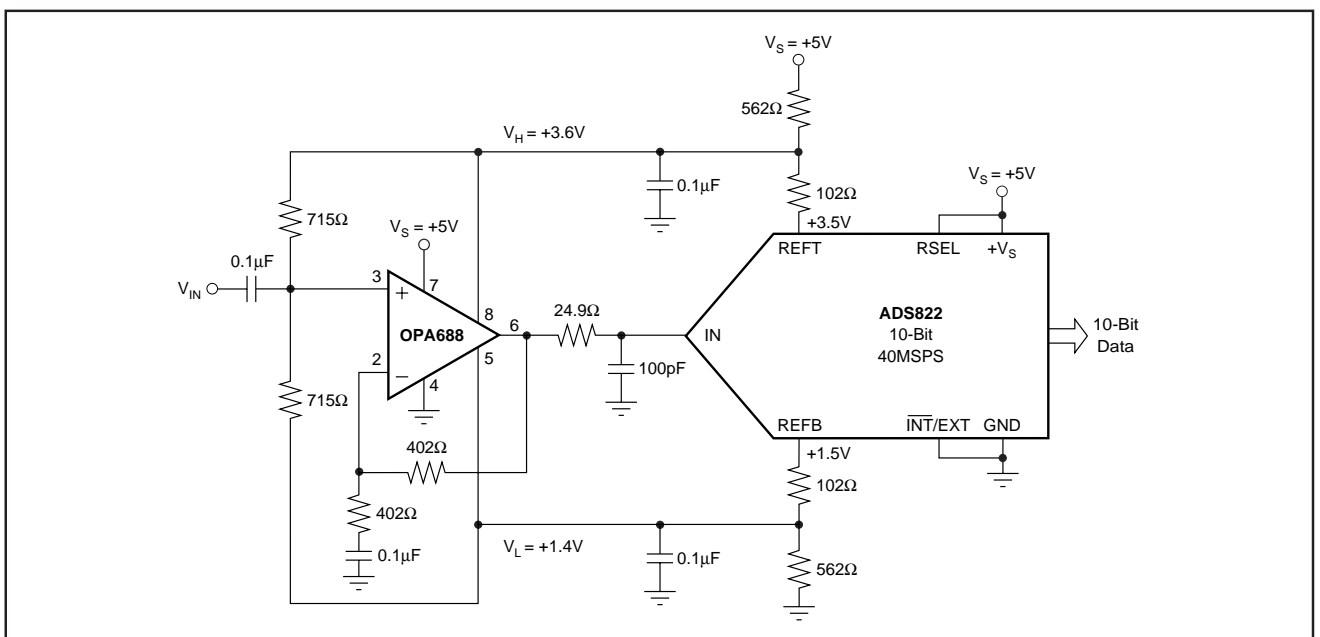 V_S = +5V
562Ω
V_H = +3.6V
0.1µF
102Ω
V_S = +5V
+3.5V
715Ω
V_S = +5V
REFT
RSEL
+V_S
0.1µF
V_IN
3
+
7
8
OPA688
6
24.9Ω
IN
ADS822
10-Bit
40MSPS
10-Bit
Data
2
−
5
4
100pF
715Ω
REFB
I̅N̅T̅/EXT
GND
402Ω
+1.5V
102Ω
402Ω
V_L = +1.4V
0.1µF
0.1µF
562Ω